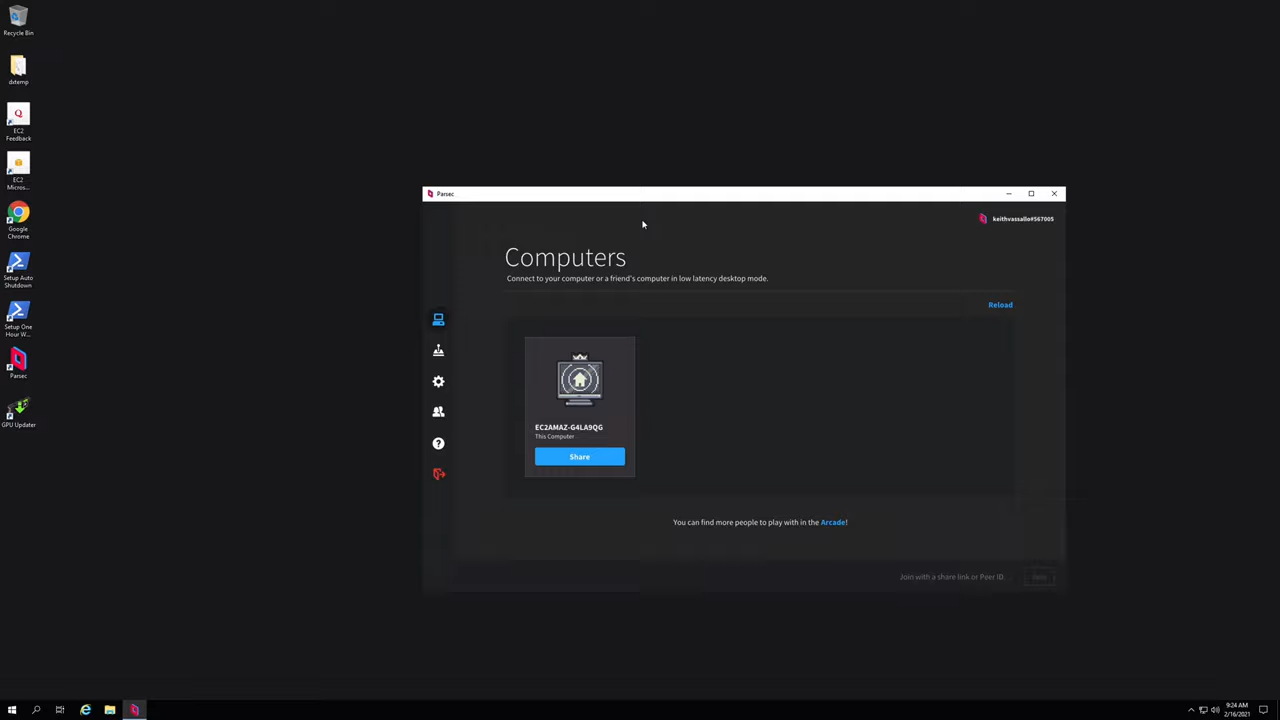 Recycle Bin
dxtemp
EC2
Feedback
EC2
Micros...
Google
Chrome
Setup Auto
Shutdown
Setup One
Hour W...
Parsec
GPU Updater
Parsec
keithvassallo#567005
Computers
Connect to your computer or a friend's computer in low latency desktop mode.
Reload
EC2AMAZ-G4LA9QG
This Computer
Share
You can find more people to play with in the Arcade!
Join with a share link or Peer ID...
9:24 AM
2/16/2021